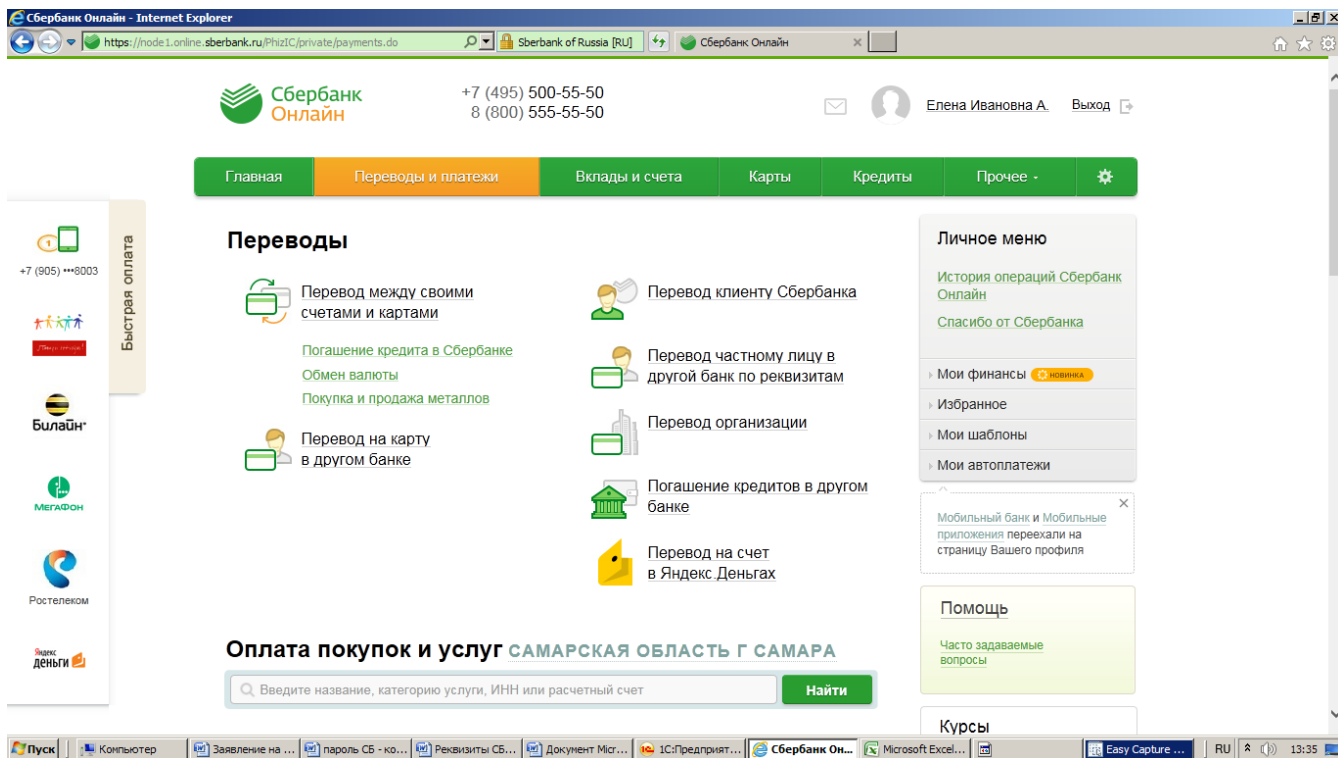 Сбербанк Онлайн - Internet Explorer
https://node1.online.sberbank.ru/PhizIC/private/payments.do
Sberbank of Russia [RU]
Сбербанк Онлайн
Сбербанк
Онлайн
+7 (495) 500-55-50
8 (800) 555-55-50
Елена Ивановна А.
Выход
Главная
Переводы и платежи
Вклады и счета
Карты
Кредиты
Прочее
1
+7 (905) •••8003
Быстрая оплата
Билайн
МЕГАФОН
Ростелеком
Яндекс
деньги
Переводы
Перевод между своими
счетами и картами
Погашение кредита в Сбербанке
Обмен валюты
Покупка и продажа металлов
Перевод на карту
в другом банке
Перевод клиенту Сбербанка
Перевод частному лицу в
другой банк по реквизитам
Перевод организации
Погашение кредитов в другом
банке
Перевод на счет
в Яндекс.Деньгах
Оплата покупок и услуг САМАРСКАЯ ОБЛАСТЬ Г САМАРА
Введите название, категорию услуги, ИНН или расчетный счет
Найти
Личное меню
История операций Сбербанк
Онлайн
Спасибо от Сбербанка
Мои финансы НОВИНКА
Избранное
Мои шаблоны
Мои автоплатежи
Мобильный банк и Мобильные
приложения переехали на
страницу Вашего профиля
Помощь
Часто задаваемые
вопросы
Курсы
Пуск
Компьютер
Заявление на ...
пароль СБ - ко...
Реквизиты СБ...
Документ Micr...
1С:Предприят...
Сбербанк Он...
Microsoft Excel...
Easy Capture ...
RU
13:35